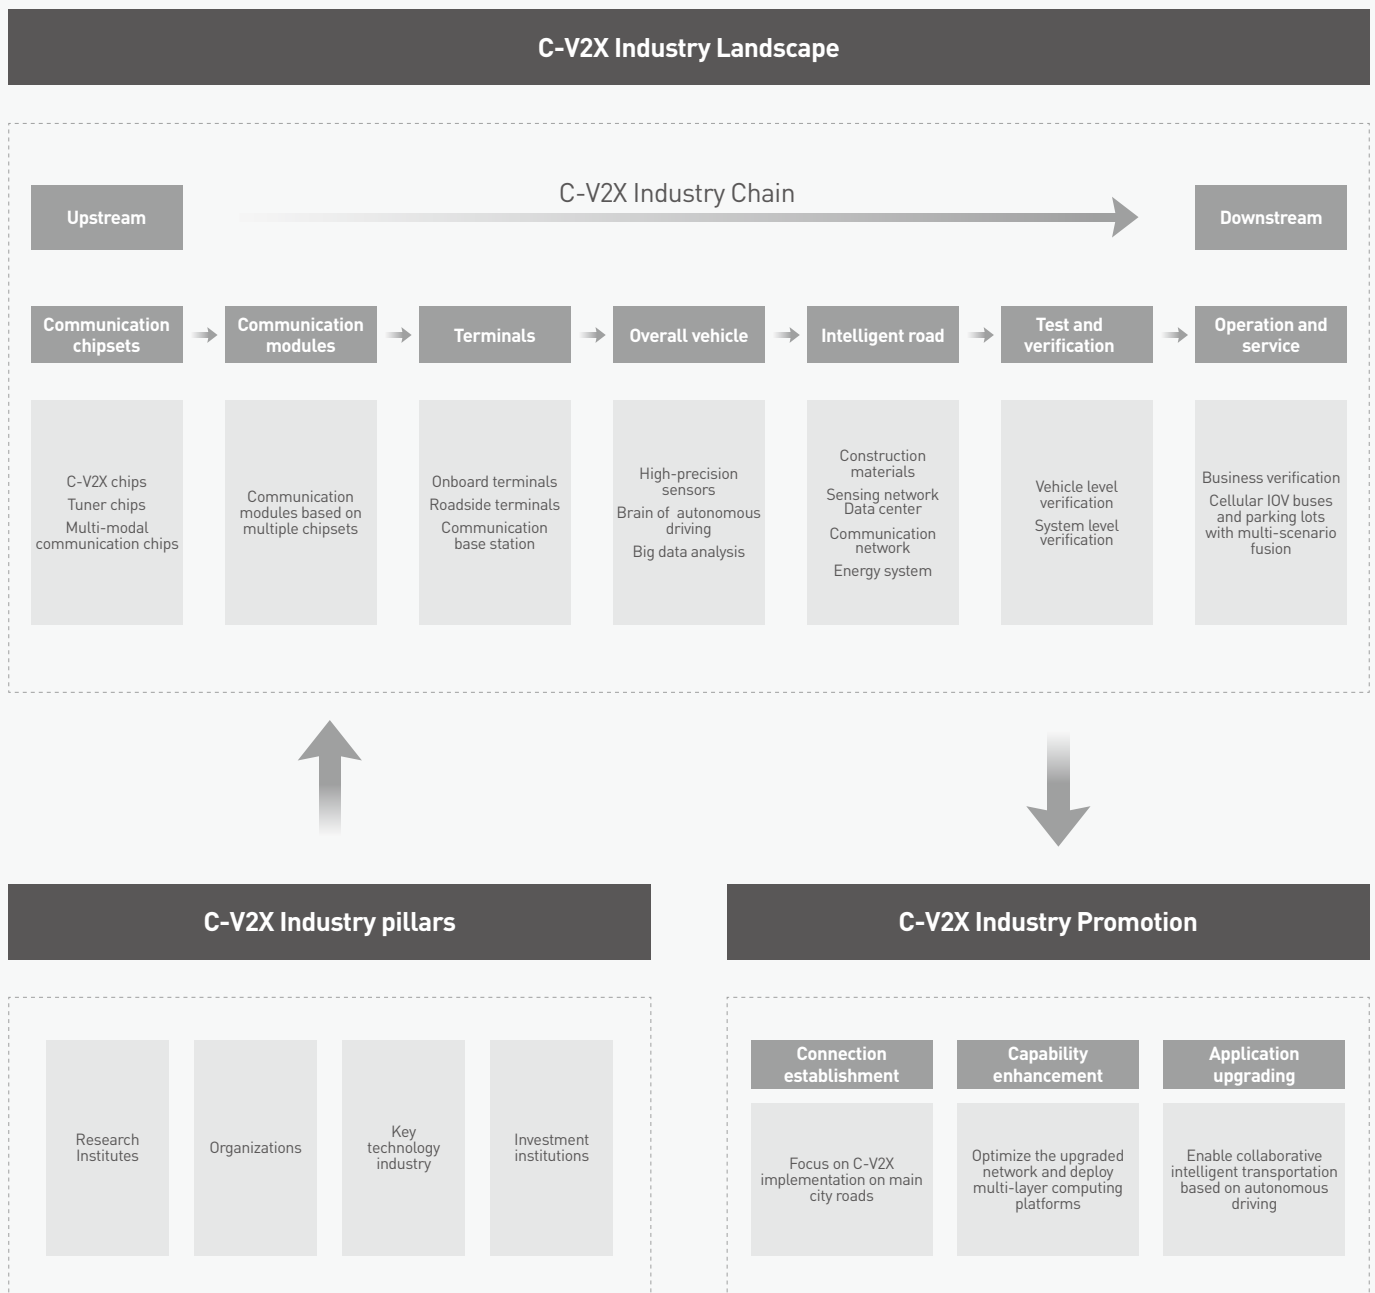 C-V2X Industry Landscape
Upstream
C-V2X Industry Chain
Downstream
Communication
chipsets
Communication
modules
Terminals
Overall vehicle
Intelligent road
Test and
verification
Operation and
service
C-V2X chips
Tuner chips
Multi-modal
communication chips
Communication
modules based on
multiple chipsets
Onboard terminals
Roadside terminals
Communication
base station
High-precision
sensors
Brain of autonomous
driving
Big data analysis
Construction
materials
Sensing network
Data center
Communication
network
Energy system
Vehicle level
verification
System level
verification
Business verification
Cellular IOV buses
and parking lots
with multi-scenario
fusion
C-V2X Industry pillars
Research
Institutes
Organizations
Key
technology
industry
Investment
institutions
C-V2X Industry Promotion
Connection
establishment
Capability
enhancement
Application
upgrading
Focus on C-V2X
implementation on main
city roads
Optimize the upgraded
network and deploy
multi-layer computing
platforms
Enable collaborative
intelligent transportation
based on autonomous
driving